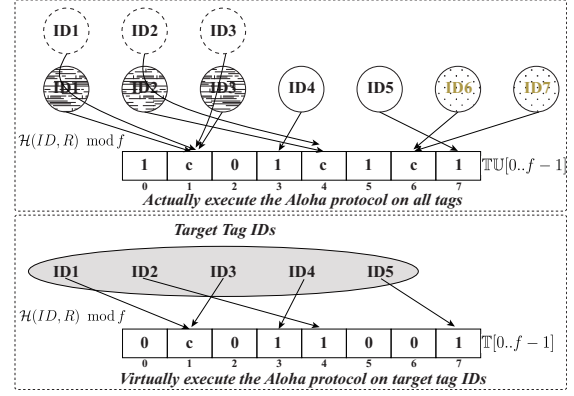 ID1 ID2 ID3
ID1 ID2 ID3 ID4 ID5 ID6 ID7
ℋ(ID, R) mod f
1 c 0 1 c 1 c 1 𝕋𝕌[0..f − 1]
0 1 2 3 4 5 6 7
Actually execute the Aloha protocol on all tags
Target Tag IDs
ID1 ID2 ID3 ID4 ID5
ℋ(ID, R) mod f
0 c 0 1 1 0 0 1 𝕋[0..f − 1]
0 1 2 3 4 5 6 7
Virtually execute the Aloha protocol on target tag IDs